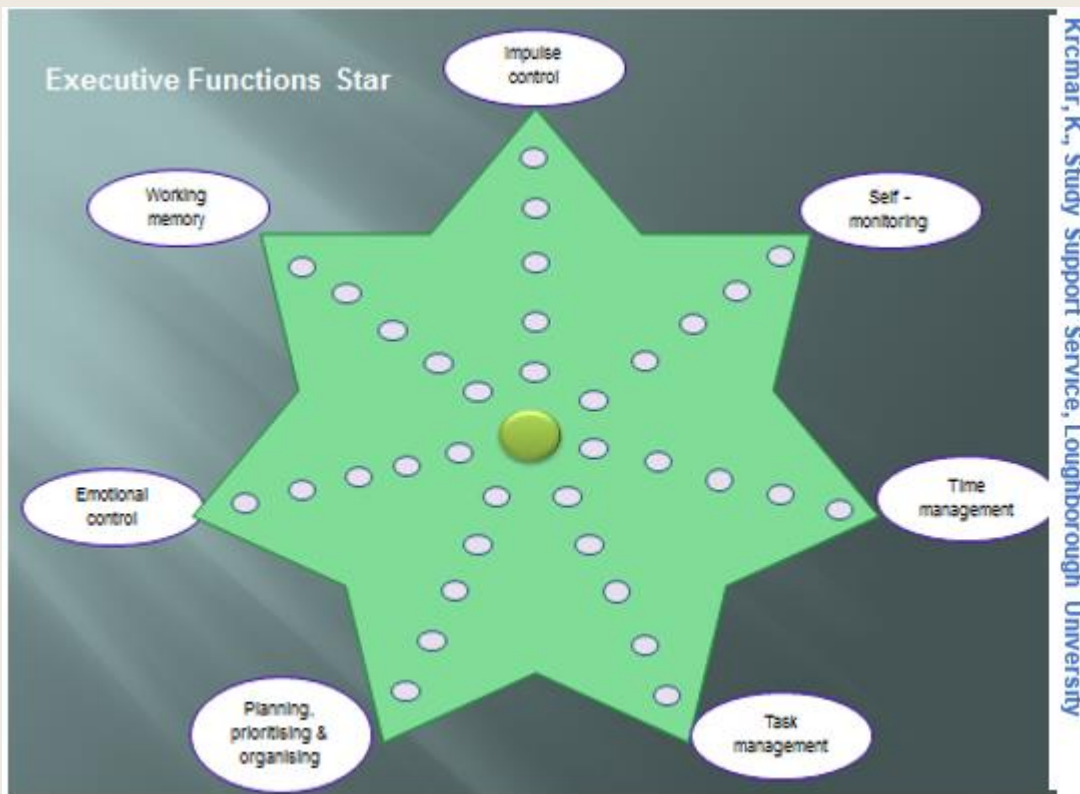 Executive Functions Star
Impulse
control
Working
memory
Self -
monitoring
Emotional
control
Time
management
Planning,
prioritising &
organising
Task
management
Krcmar, K., Study Support Service, Loughborough University